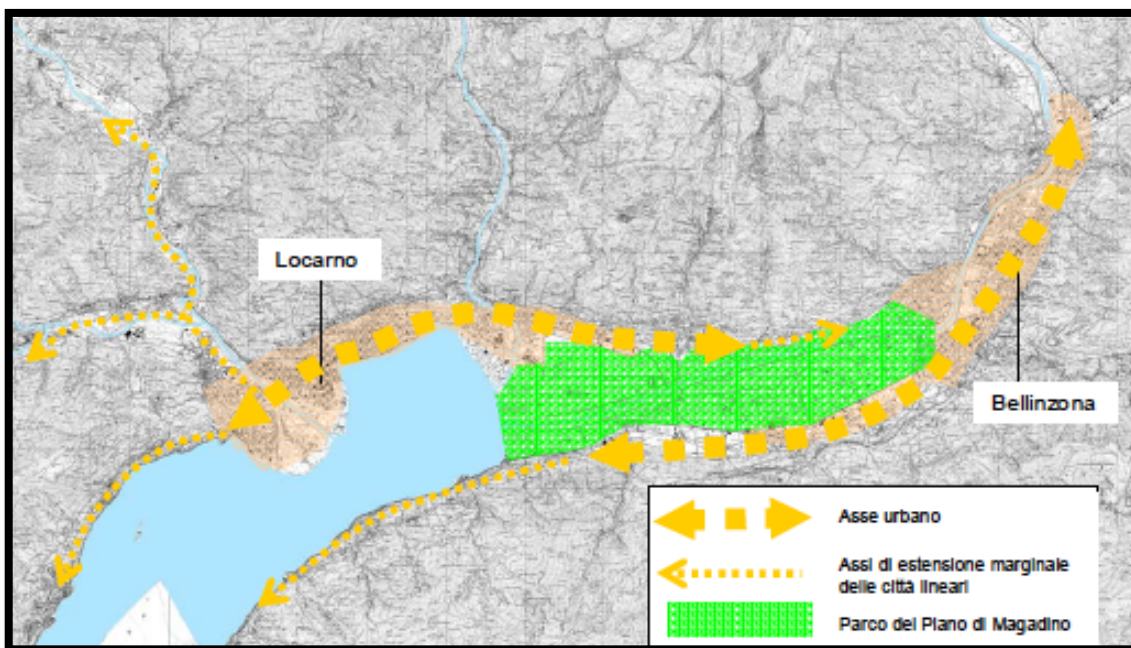 Locarno
Bellinzona
Asse urbano
Assi di estensione marginale
delle città lineari
Parco del Piano di Magadino